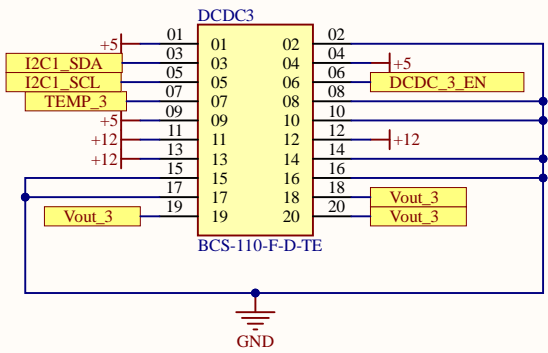 DCDC3
+5 01 01 02 02
I2C1_SDA 03 03 04 04 +5
I2C1_SCL 05 05 06 06 DCDC_3_EN
TEMP_3 07 07 08 08
+5 09 09 10 10
+12 11 11 12 12 +12
+12 13 13 14 14
15 15 16 16
17 17 18 18 Vout_3
Vout_3 19 19 20 20 Vout_3
BCS-110-F-D-TE
GND